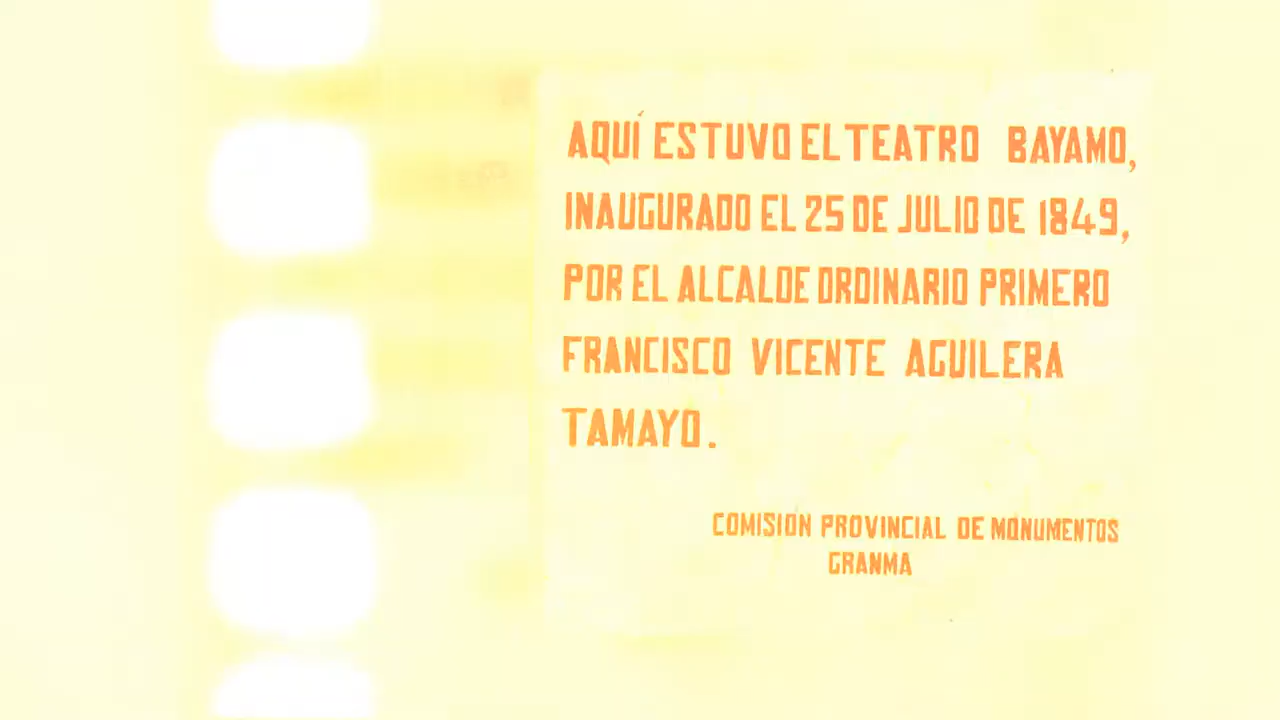 AQUÍ ESTUVO EL TEATRO BAYAMO,
INAUGURADO EL 25 DE JULIO DE 1849,
POR EL ALCALDE ORDINARIO PRIMERO
FRANCISCO VICENTE AGUILERA
TAMAYO.
COMISION PROVINCIAL DE MONUMENTOS
GRANMA